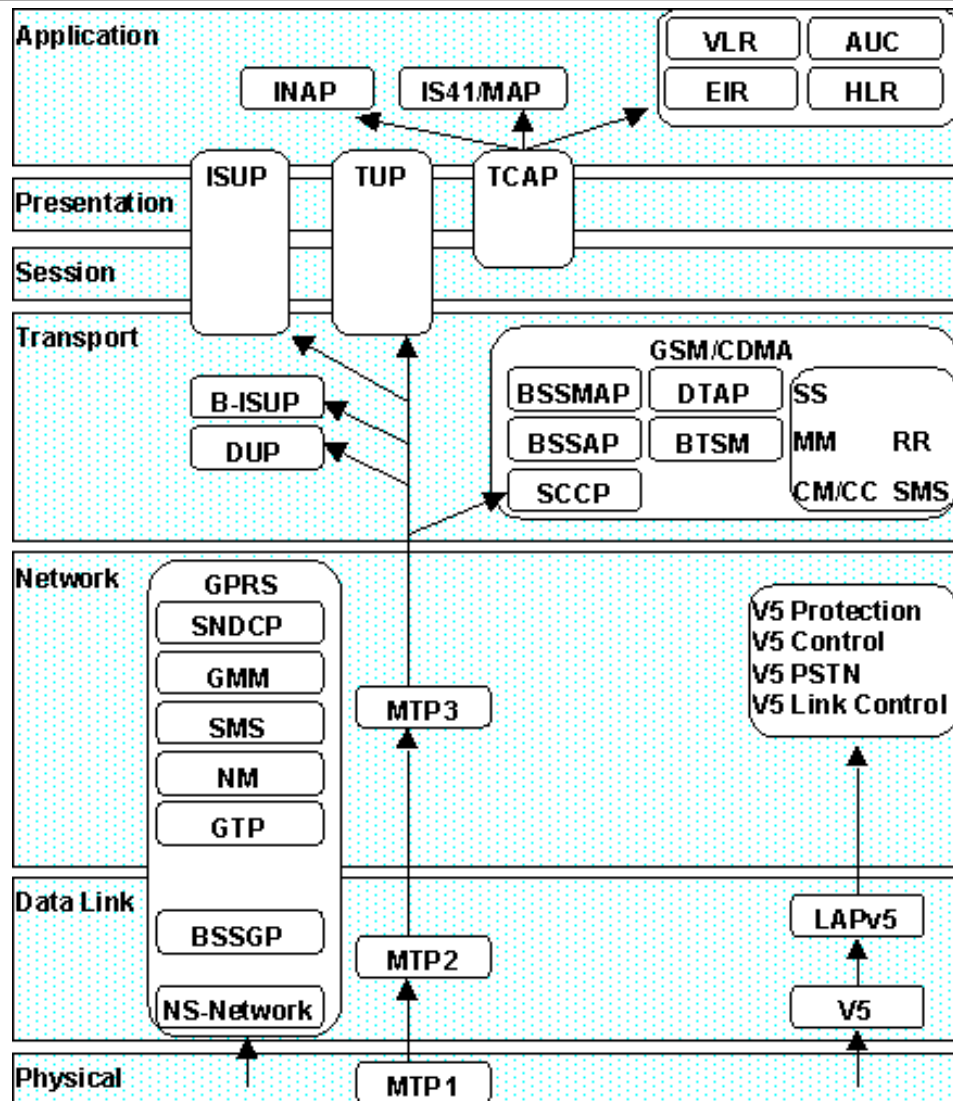 Application
VLR
AUC
EIR
HLR
INAP
IS41/MAP
ISUP
TUP
TCAP
Presentation
Session
Transport
GSM/CDMA
BSSMAP
DTAP
SS
BSSAP
BTSM
MM
RR
SCCP
CM/CC
SMS
B-ISUP
DUP
Network
GPRS
SNDCP
GMM
SMS
NM
GTP
MTP3
V5 Protection
V5 Control
V5 PSTN
V5 Link Control
Data Link
BSSGP
NS-Network
MTP2
LAPv5
V5
Physical
MTP1